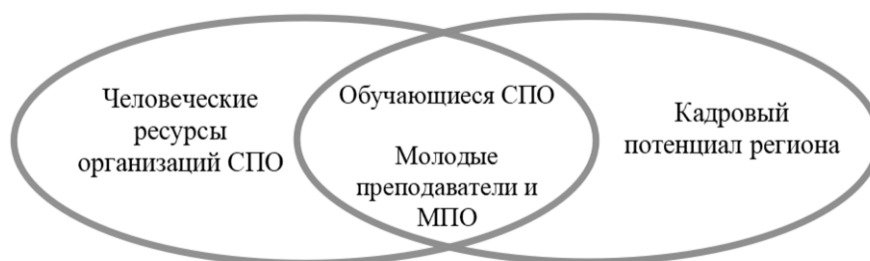 Человеческие
ресурсы
организаций СПО
Обучающиеся СПО
Молодые
преподаватели и
МПО
Кадровый
потенциал региона